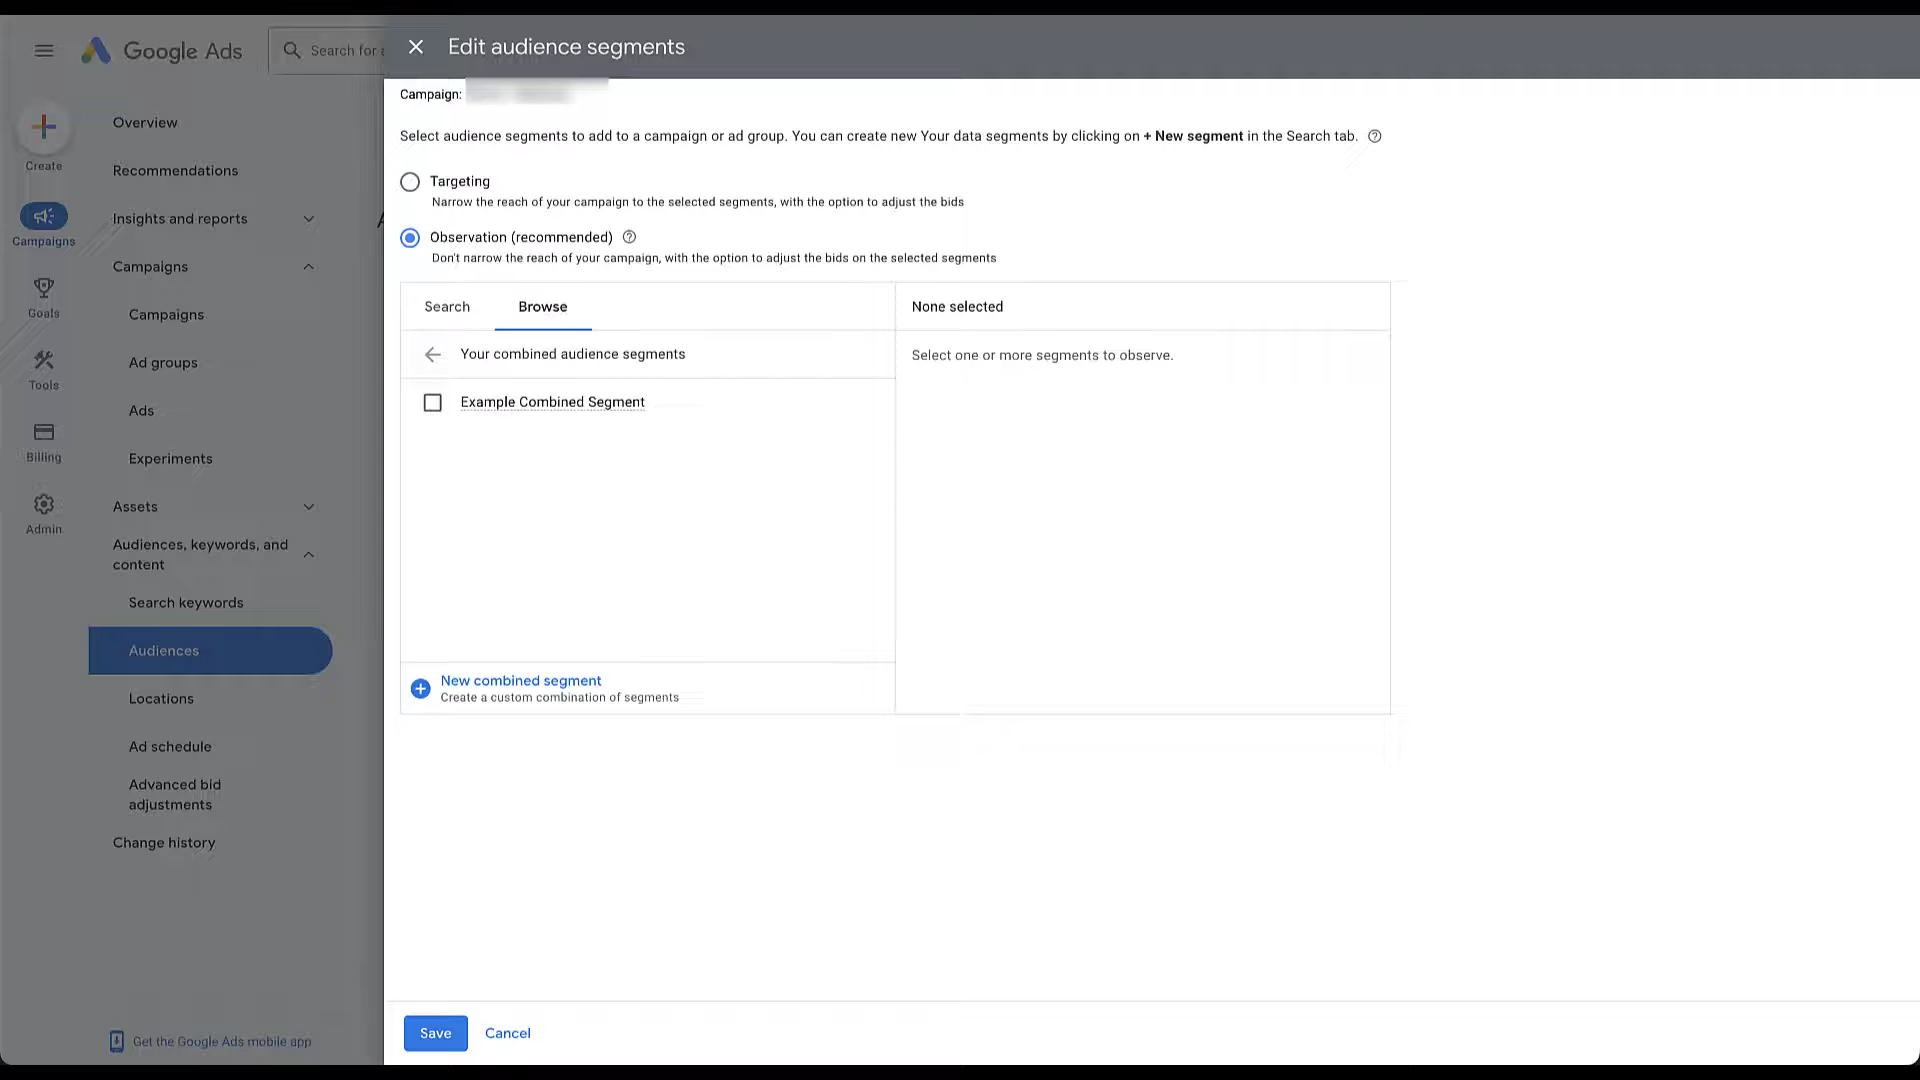 Google Ads
Search for a
Edit audience segments
Create
Campaigns
Goals
Tools
Billing
Admin
Overview
Recommendations
Insights and reports
Campaigns
Campaigns
Ad groups
Ads
Experiments
Assets
Audiences, keywords, and
content
Search keywords
Audiences
Locations
Ad schedule
Advanced bid
adjustments
Change history
Get the Google Ads mobile app
Campaign:
Select audience segments to add to a campaign or ad group. You can create new Your data segments by clicking on + New segment in the Search tab.
Targeting
Narrow the reach of your campaign to the selected segments, with the option to adjust the bids
Observation (recommended)
Don't narrow the reach of your campaign, with the option to adjust the bids on the selected segments
Search
Browse
Your combined audience segments
Example Combined Segment
New combined segment
Create a custom combination of segments
None selected
Select one or more segments to observe.
Save
Cancel